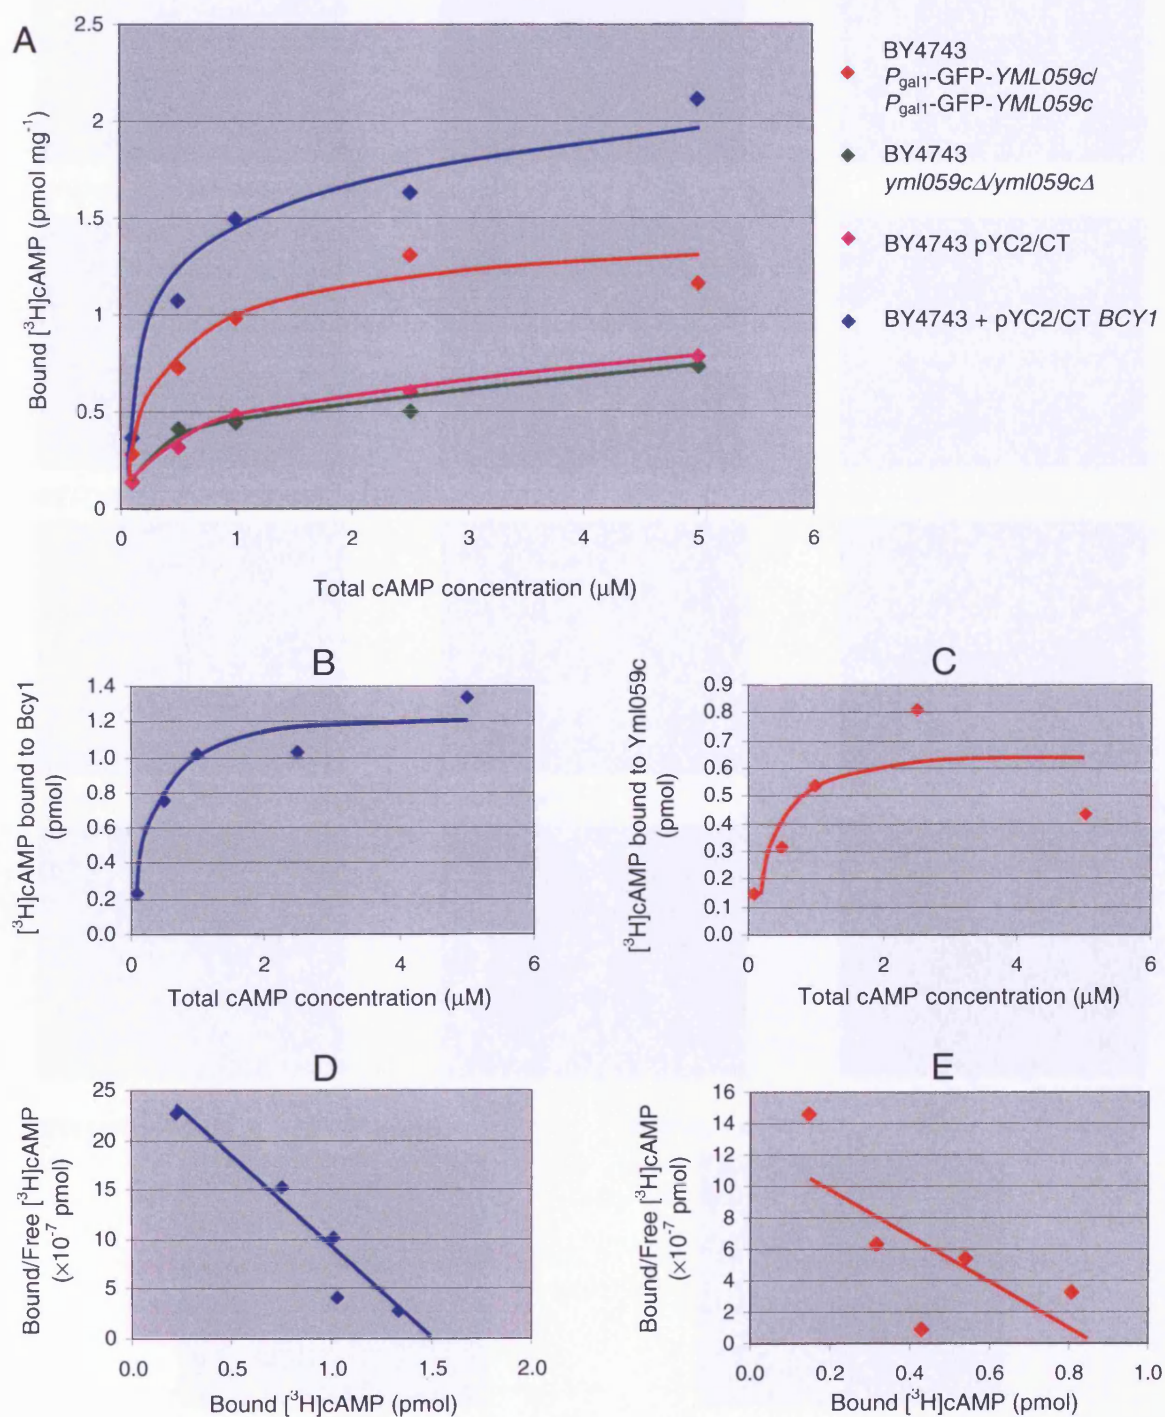 A
2.5
2
1.5
1
0.5
0
0
1
2
3
4
5
6
Bound [³H]cAMP (pmol mg⁻¹)
Total cAMP concentration (μM)
BY4743
Pgal1-GFP-YML059c/
Pgal1-GFP-YML059c
BY4743
yml059cΔ/yml059cΔ
BY4743 pYC2/CT
BY4743 + pYC2/CT BCY1
B
[³H]cAMP bound to Bcy1
(pmol)
1.4
1.2
1.0
0.8
0.6
0.4
0.2
0.0
0
2
4
6
Total cAMP concentration (μM)
C
[³H]cAMP bound to Yml059c
(pmol)
0.9
0.8
0.7
0.6
0.5
0.4
0.3
0.2
0.1
0.0
0
2
4
6
Total cAMP concentration (μM)
D
Bound/Free [³H]cAMP
(×10⁻⁷ pmol)
25
20
15
10
5
0
0.0
0.5
1.0
1.5
2.0
Bound [³H]cAMP (pmol)
E
Bound/Free [³H]cAMP
(×10⁻⁷ pmol)
16
14
12
10
8
6
4
2
0
0.0
0.2
0.4
0.6
0.8
1.0
Bound [³H]cAMP (pmol)